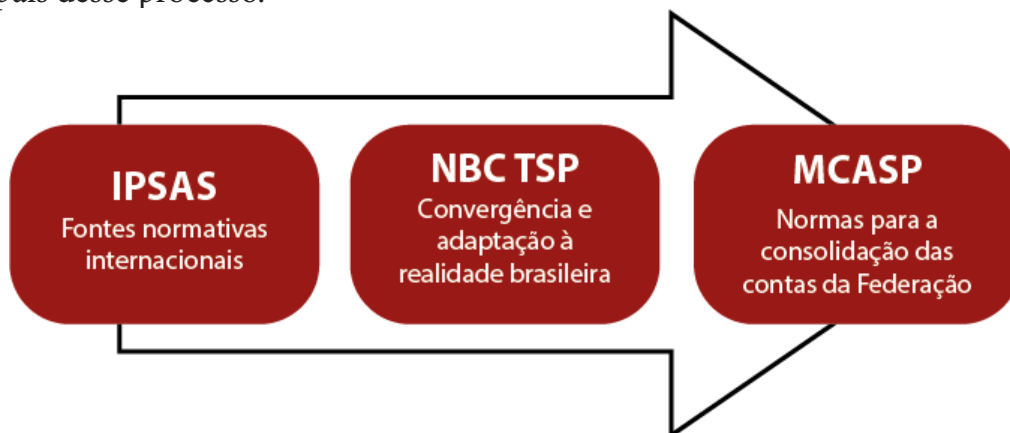 desse processo.
IPSAS
Fontes normativas
internacionais
NBC TSP
Convergência e
adaptação à
realidade brasileira
MCASP
Normas para a
consolidação das
contas da Federação